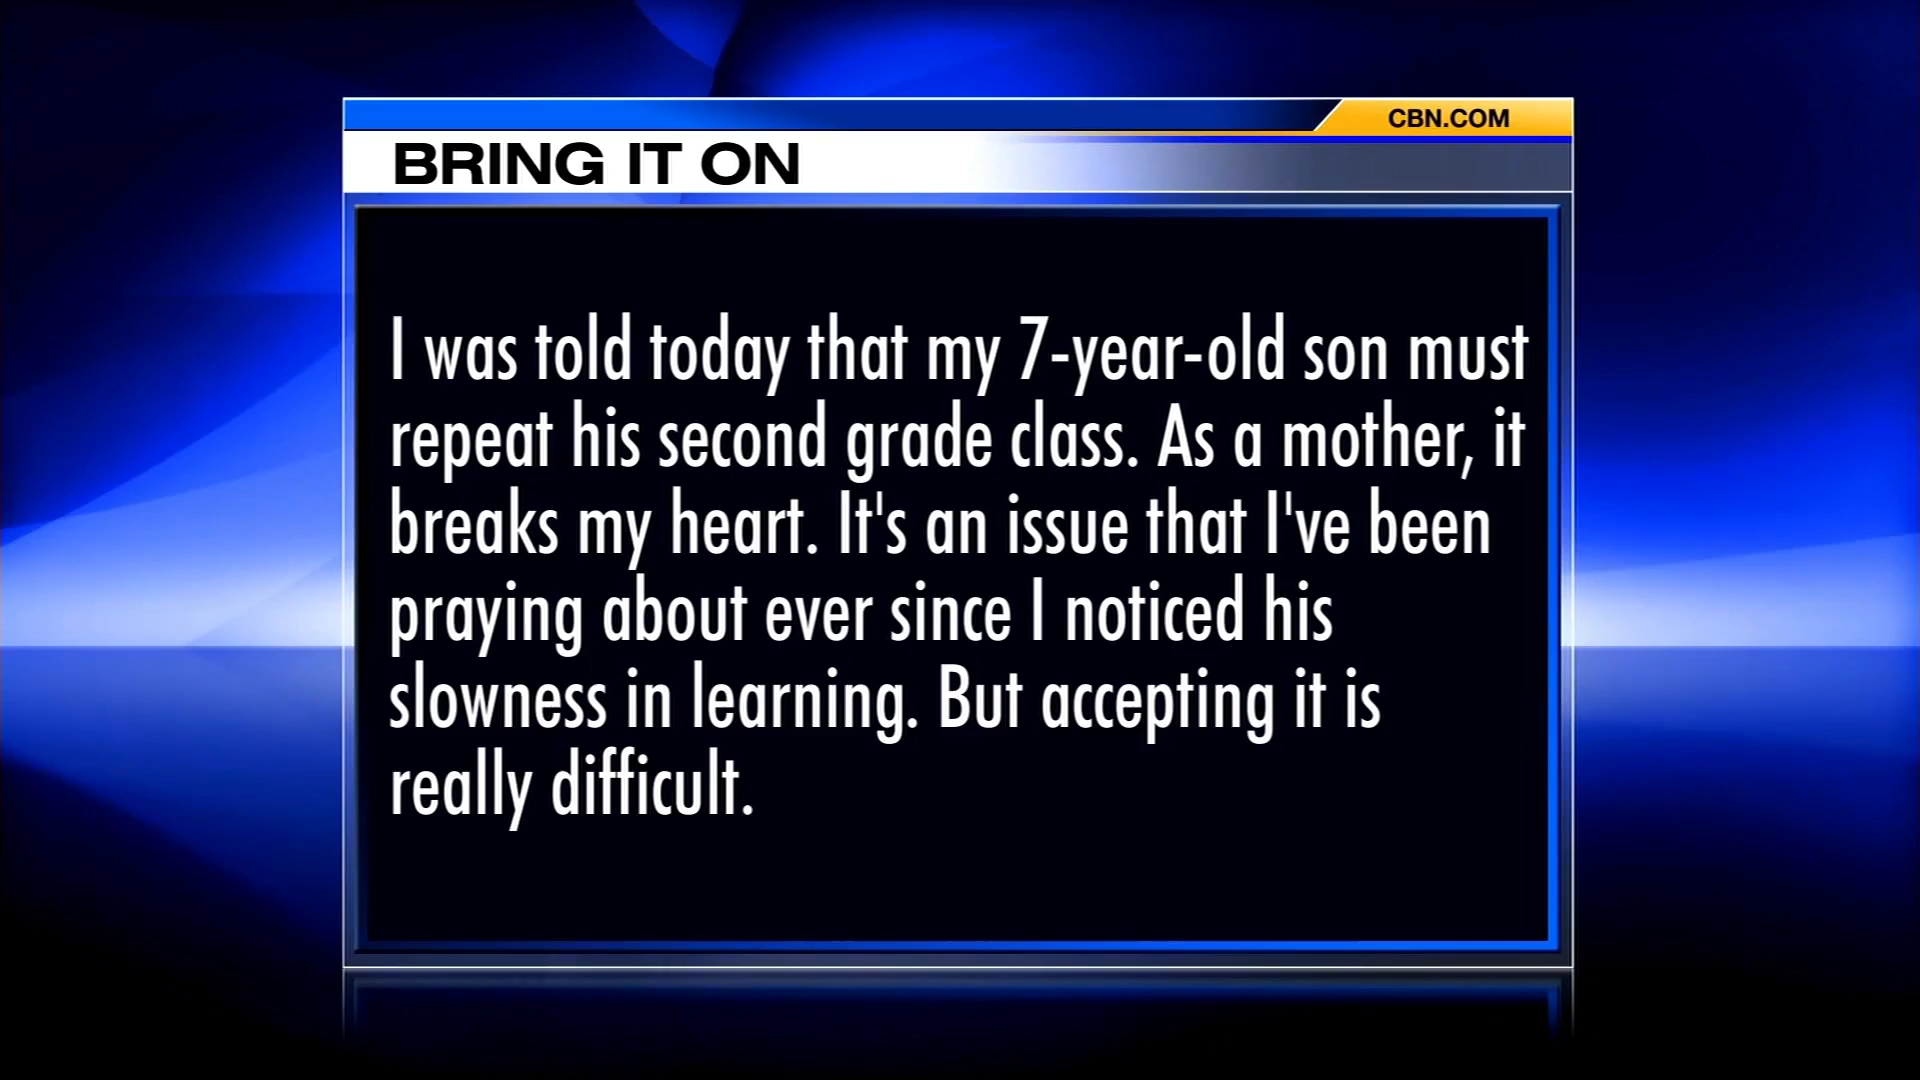 CBN.COM
BRING IT ON
I was told today that my 7-year-old son must
repeat his second grade class. As a mother, it
breaks my heart. It's an issue that I've been
praying about ever since I noticed his
slowness in learning. But accepting it is
really difficult.